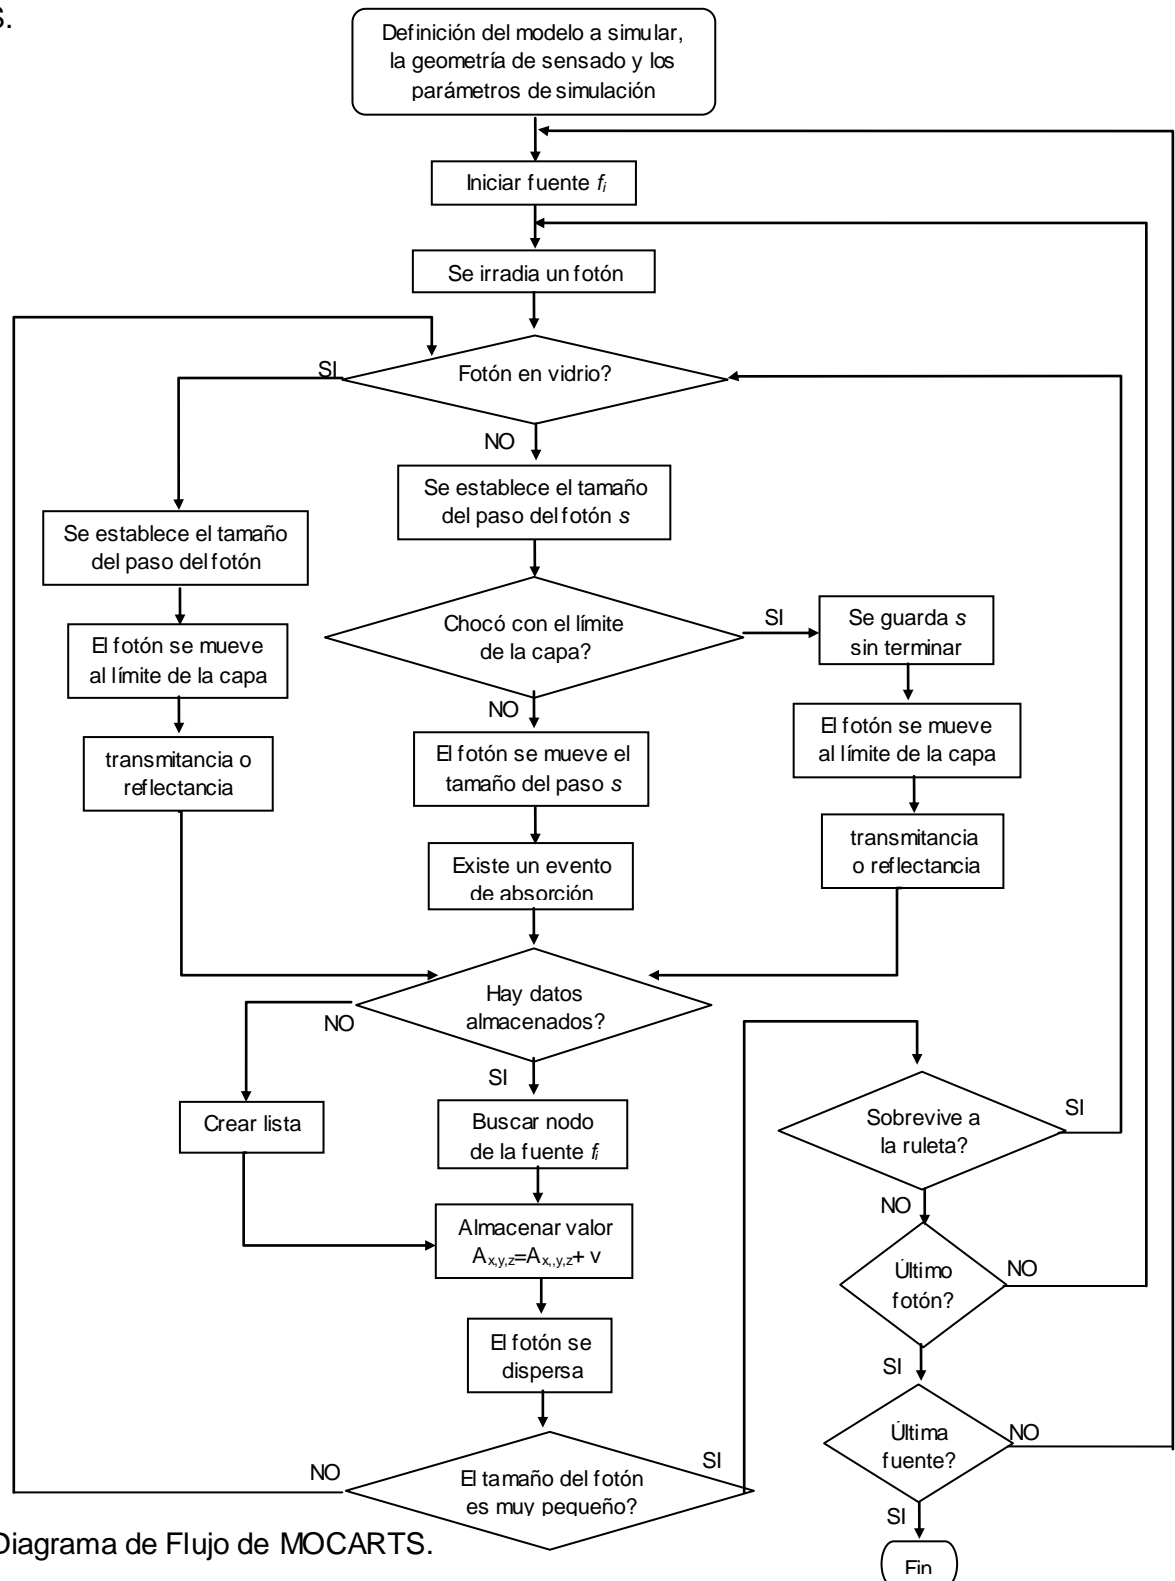 S.
Definición del modelo a simular,
la geometría de sensado y los
parámetros de simulación
Iniciar fuente fi
Se irradia un fotón
SI
Fotón en vidrio?
NO
Se establece el tamaño
del paso del fotón s
Se establece el tamaño
del paso del fotón
Chocó con el límite
de la capa?
SI
Se guarda s
sin terminar
El fotón se mueve
al límite de la capa
NO
El fotón se mueve
al límite de la capa
transmitancia o
reflectancia
El fotón se mueve el
tamaño del paso s
transmitancia
o reflectancia
Existe un evento
de absorción
Hay datos
almacenados?
NO
SI
Crear lista
Buscar nodo
de la fuente fi
Sobrevive a
la ruleta?
SI
NO
Almacenar valor
Ax,y,z=Ax,,y,z+ v
Último
fotón?
NO
El fotón se
dispersa
SI
Última
fuente?
NO
NO
El tamaño del fotón
es muy pequeño?
SI
SI
Diagrama de Flujo de MOCARTS.
Fin